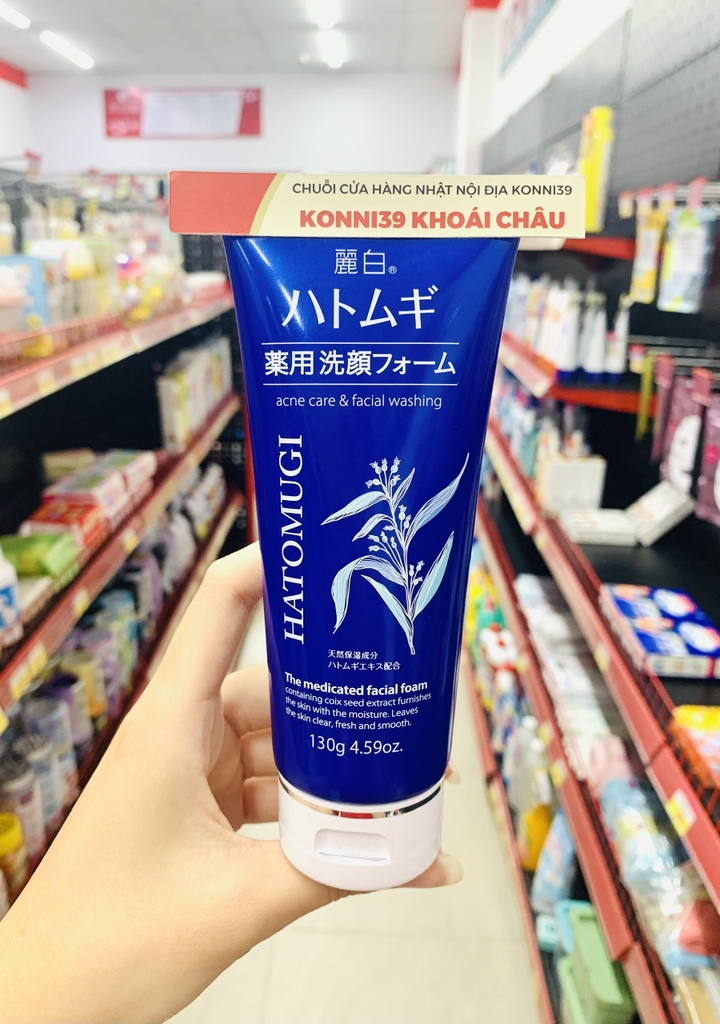 CHUỖI CỬA HÀNG NHẬT NỘI ĐỊA KONNI39
KONNI39 KHOÁI CHÂU
麗白®
ハトムギ
薬用 洗顔フォーム
acne care & facial washing
HATOMUGI
天然保湿成分
ハトムギエキス配合
The medicated facial foam
containing coix seed extract furnishes
the skin with the moisture. Leaves
the skin clear, fresh and smooth.
130g 4.59oz.